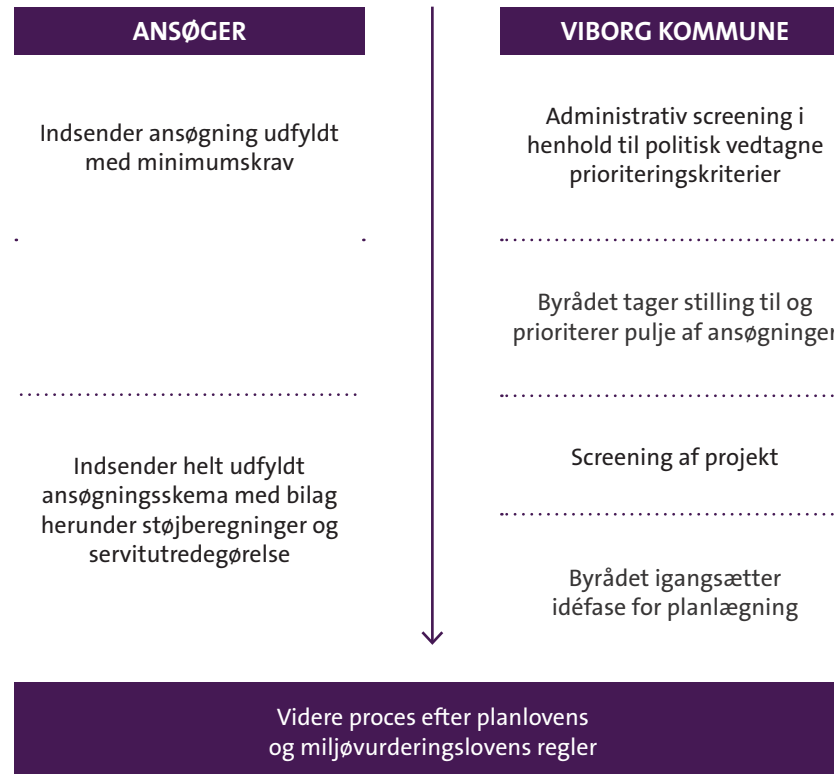 ANSØGER
Indsender ansøgning udfyldt
med minimumskrav
Indsender helt udfyldt
ansøgningsskema med bilag
herunder støjberegninger og
servitutredegørelse
VIBORG KOMMUNE
Administrativ screening i
henhold til politisk vedtagne
prioriteringskriterier
Byrådet tager stilling til og
prioriterer pulje af ansøgninger
Screening af projekt
Byrådet igangsætter
idéfase for planlægning
Videre proces efter planlovens
og miljøvurderingslovens regler